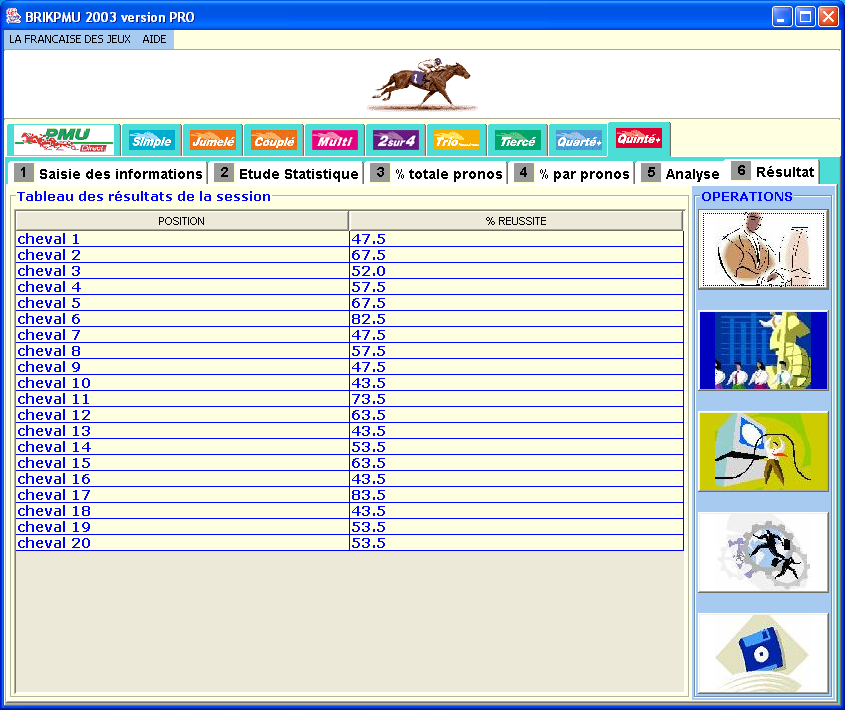 BRIKPMU 2003 version PRO
LA FRANCAISE DES JEUX AIDE
1
PMU Direct Simple Jumelé Couplé Multi 2sur4 Trio Tiercé Quarté+ Quinté+
1 Saisie des informations 2 Etude Statistique 3 % totale pronos 4 % par pronos 5 Analyse 6 Résultat
Tableau des résultats de la session OPERATIONS
POSITION % REUSSITE
cheval 1 47.5
cheval 2 67.5
cheval 3 52.0
cheval 4 57.5
cheval 5 67.5
cheval 6 82.5
cheval 7 47.5
cheval 8 57.5
cheval 9 47.5
cheval 10 43.5
cheval 11 73.5
cheval 12 63.5
cheval 13 43.5
cheval 14 53.5
cheval 15 63.5
cheval 16 43.5
cheval 17 83.5
cheval 18 43.5
cheval 19 53.5
cheval 20 53.5